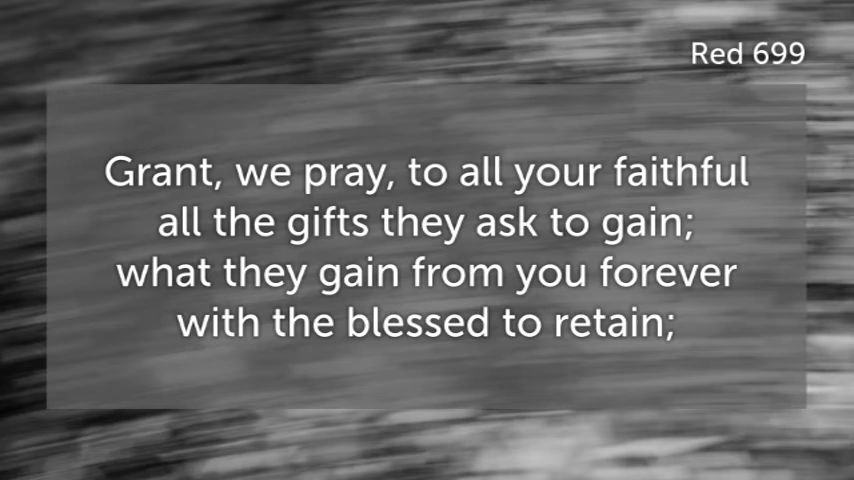 Red 699
Grant, we pray, to all your faithful
all the gifts they ask to gain;
what they gain from you forever
with the blessed to retain;